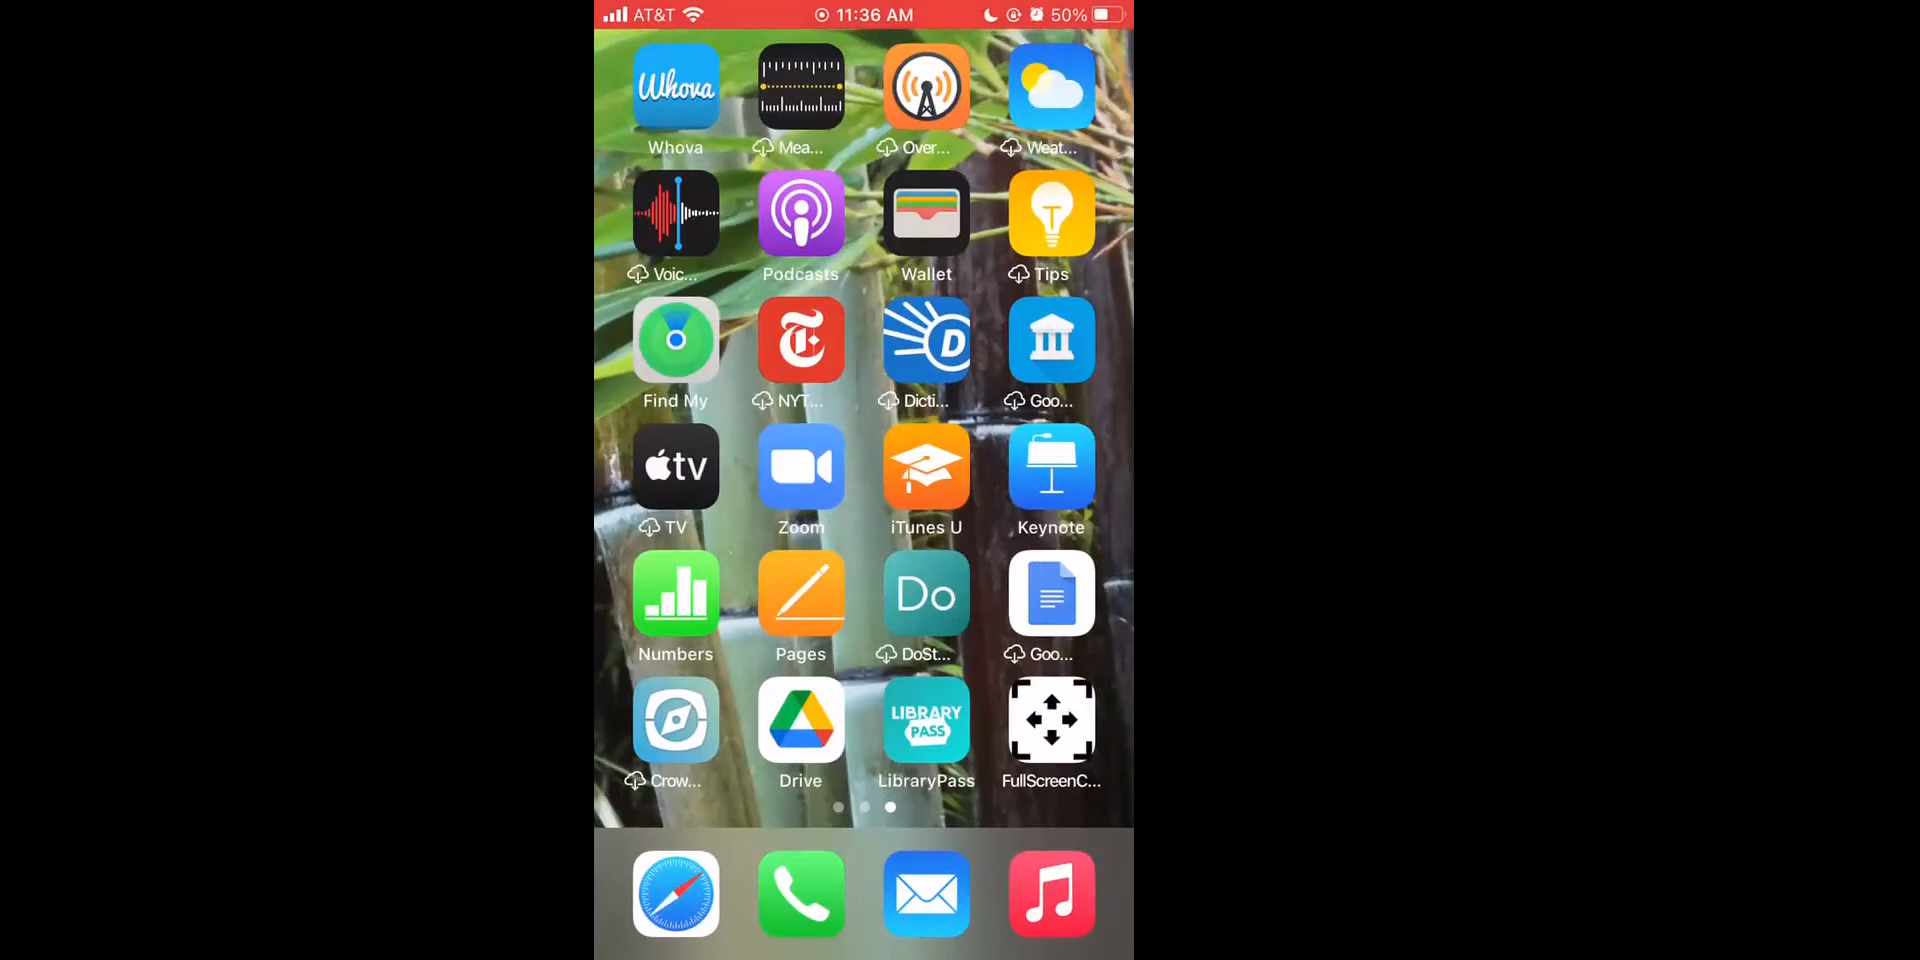 AT&T 11:36 AM 50%
Whova
tv
D
Do
LIBRARY
PASS
Whova Mea... Over... Weat...
Voic... Podcasts Wallet Tips
Find My NYT... Dicti... Goo...
TV Zoom iTunes U Keynote
Numbers Pages DoSt... Goo...
Crow... Drive LibraryPass FullScreenC...